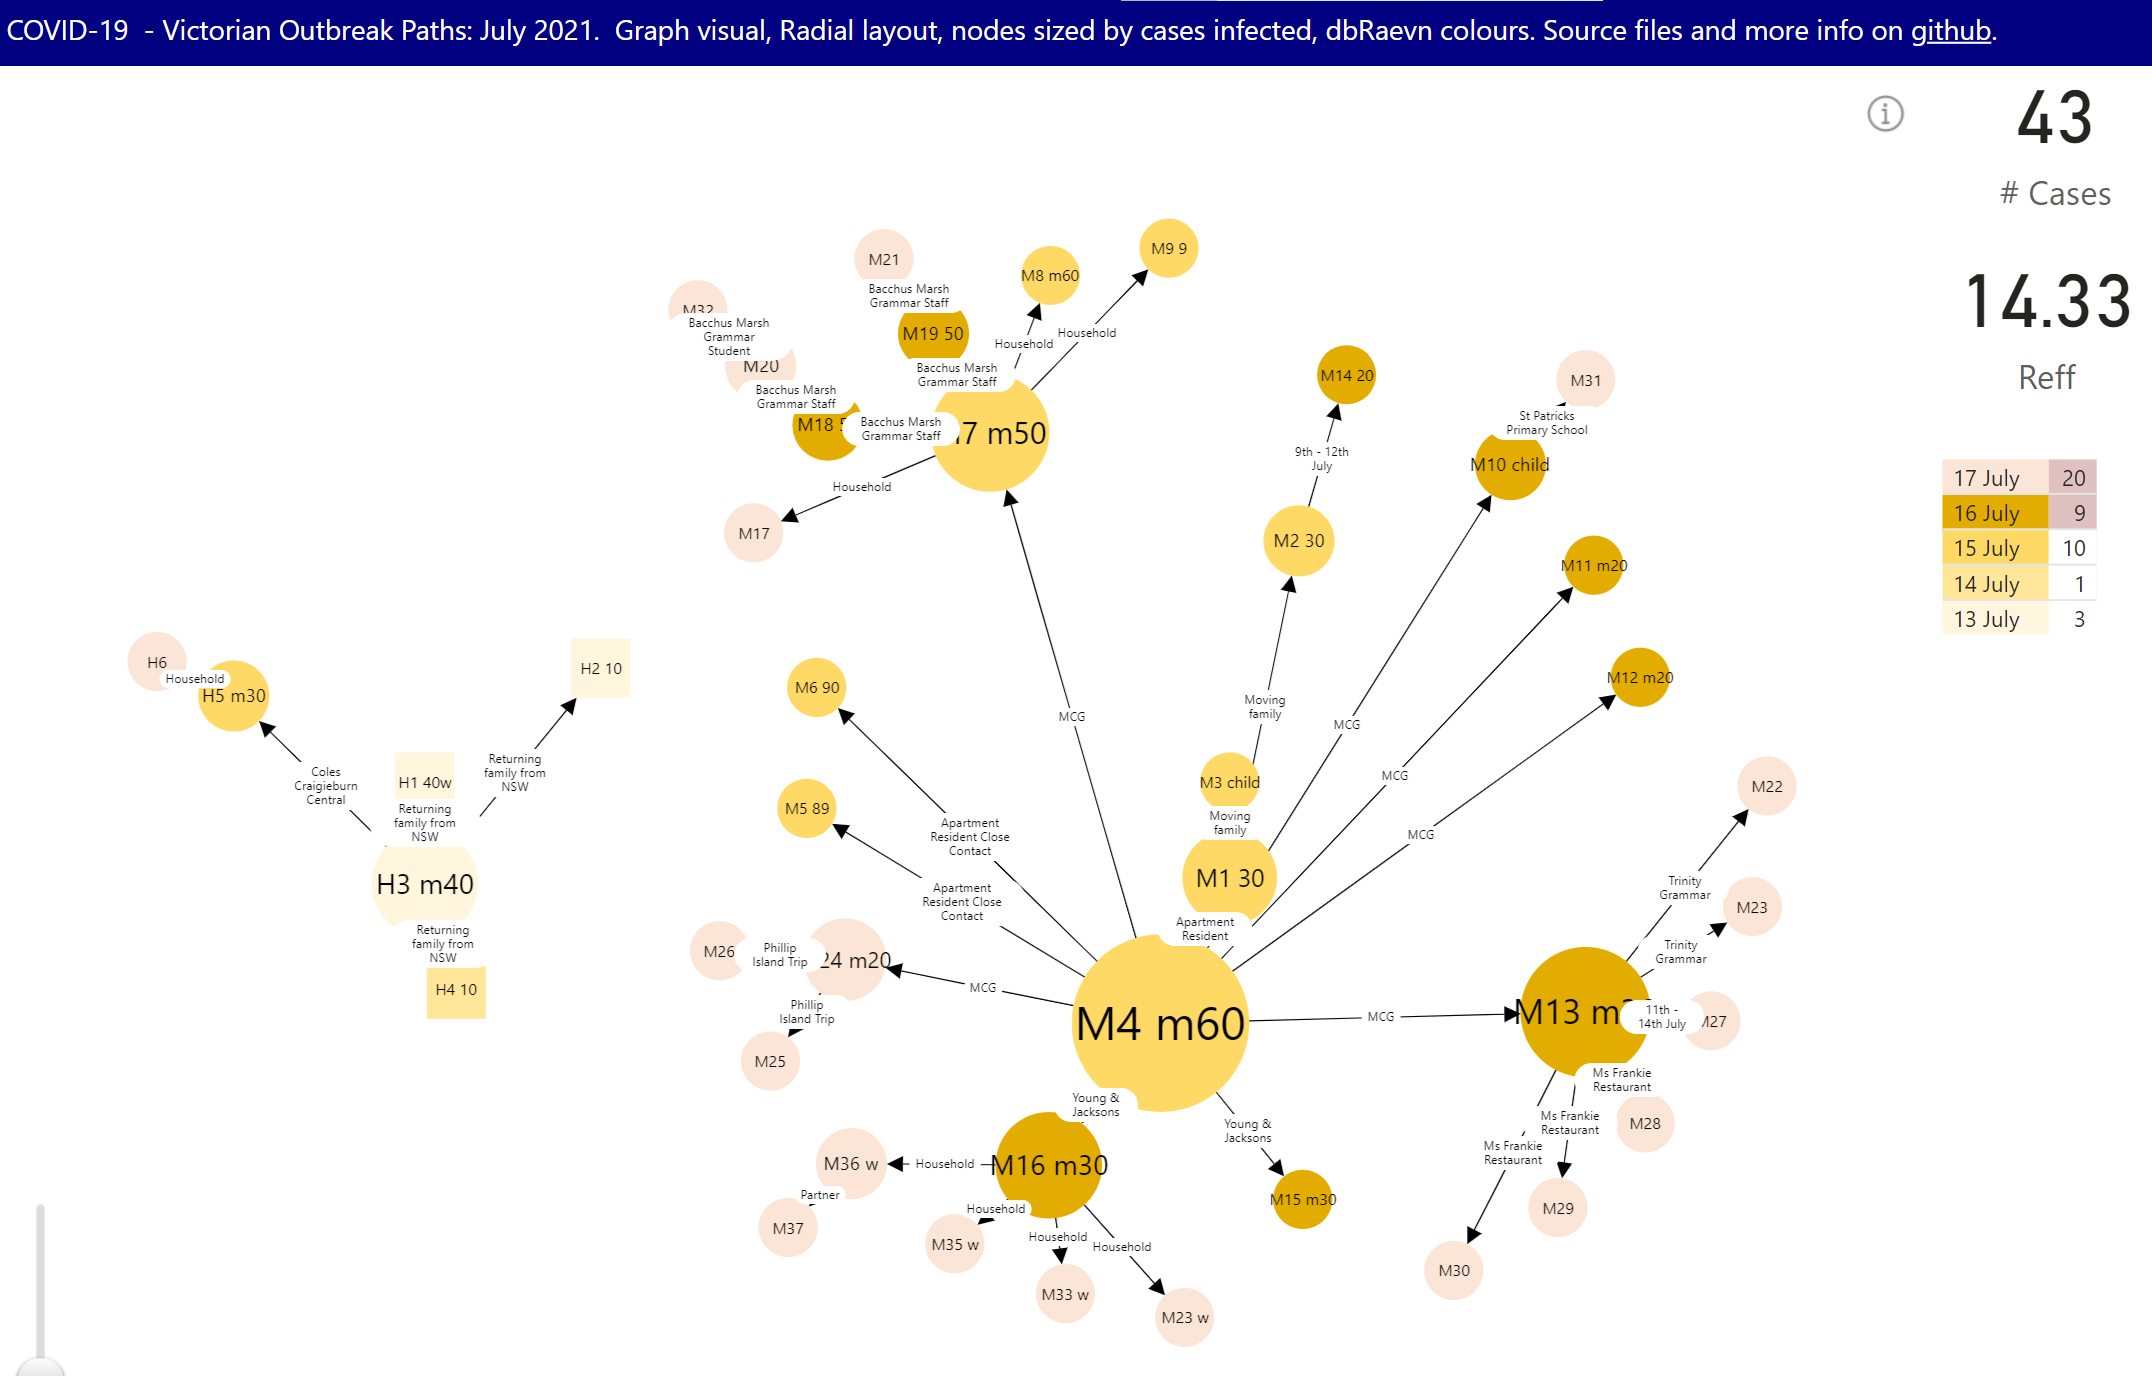 COVID-19  - Victorian Outbreak Paths: July 2021.  Graph visual, Radial layout, nodes sized by cases infected, dbRaevn colours. Source files and more info on github.
43
# Cases
14.33
Reff
17 July 20
16 July 9
15 July 10
14 July 1
13 July 3
M9 9
M21
M8 m60
Bacchus Marsh
Grammar Staff
M32
Bacchus Marsh
Grammar
Student
M19 50
Household
Household
M20
Bacchus Marsh
Grammar Staff
Bacchus Marsh
Grammar Staff
M18
Bacchus Marsh
Grammar Staff
7 m50
Household
M17
M14 20
9th - 12th
July
M2 30
Moving
family
M3 child
Moving
family
M1 30
Apartment
Resident
M31
St Patricks
Primary School
M10 child
MCG
M11 m20
MCG
M12 m20
MCG
MCG
H6
Household
H5 m30
H2 10
Coles
Craigieburn
Central
H1 40w
Returning
family from
NSW
Returning
family from
NSW
H3 m40
Returning
family from
NSW
H4 10
M6 90
M5 89
Apartment
Resident Close
Contact
Apartment
Resident Close
Contact
M26
Phillip
Island Trip
24 m20
MCG
Phillip
Island Trip
M25
M4 m60
MCG
M13 m
M22
Trinity
Grammar
M23
Trinity
Grammar
11th -
14th July
M27
Ms Frankie
Restaurant
M28
Ms Frankie
Restaurant
M29
Ms Frankie
Restaurant
M30
Young &
Jacksons
M16 m30
Young &
Jacksons
M15 m30
M36 w
Household
Partner
M37
Household
M35 w
Household
M33 w
Household
M23 w